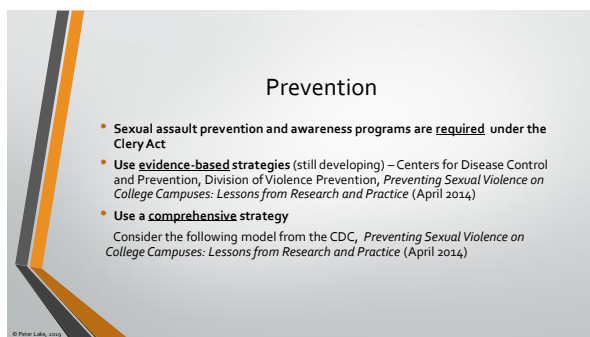 Prevention
• Sexual assault prevention and awareness programs are required under the
Clery Act
• Use evidence-based strategies (still developing) – Centers for Disease Control
and Prevention, Division of Violence Prevention, Preventing Sexual Violence on
College Campuses: Lessons from Research and Practice (April 2014)
• Use a comprehensive strategy
Consider the following model from the CDC, Preventing Sexual Violence on
College Campuses: Lessons from Research and Practice (April 2014)
© Peter Lake, 2019